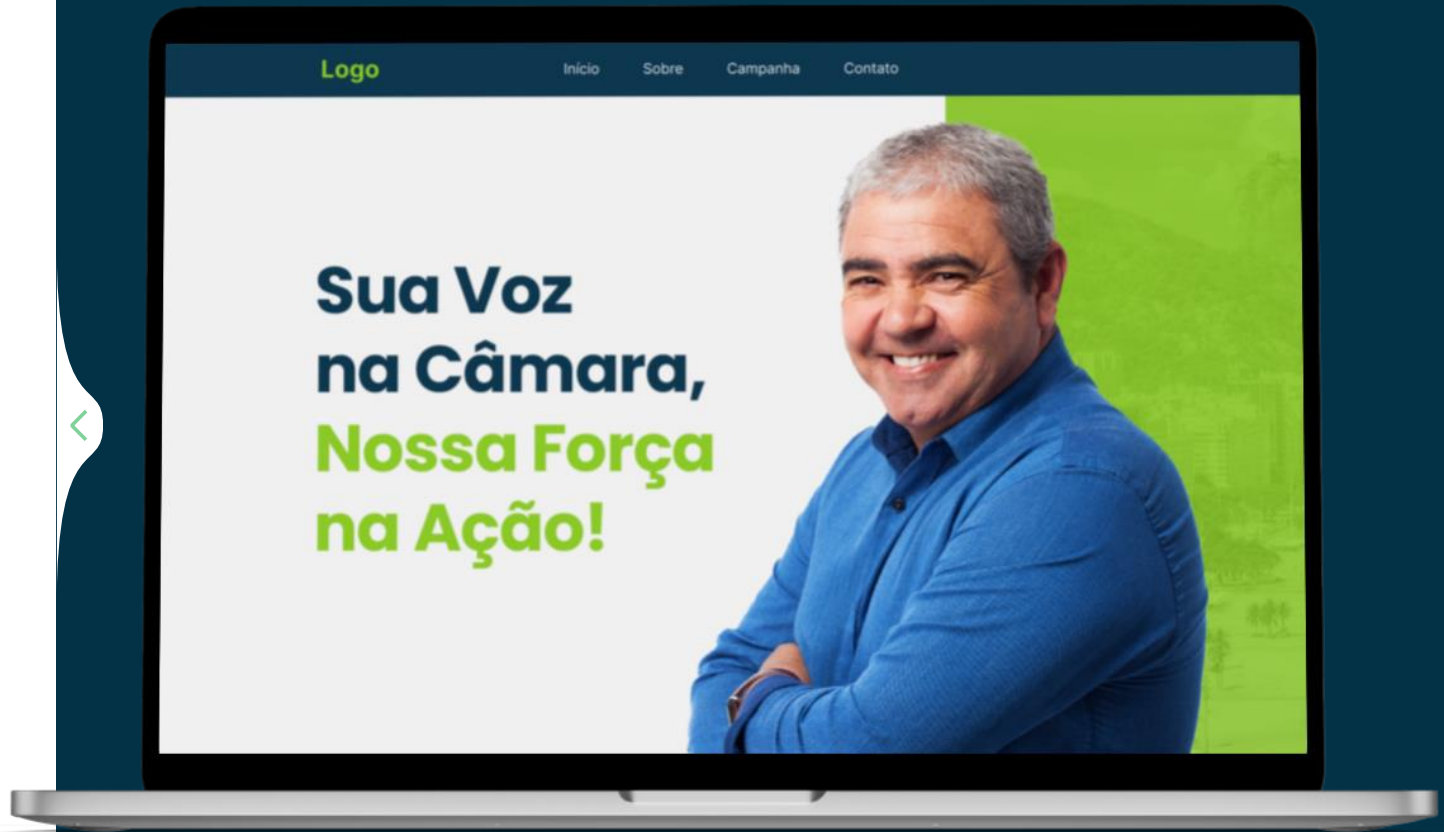 Logo
Início
Sobre
Campanha
Contato
Sua Voz
na Câmara,
Nossa Força
na Ação!